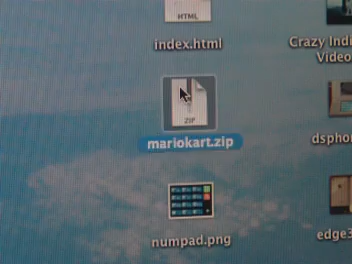 HTML
index.html
Crazy Indi
Video
ZIP
mariokart.zip
dsphon
numpad.png
edge3